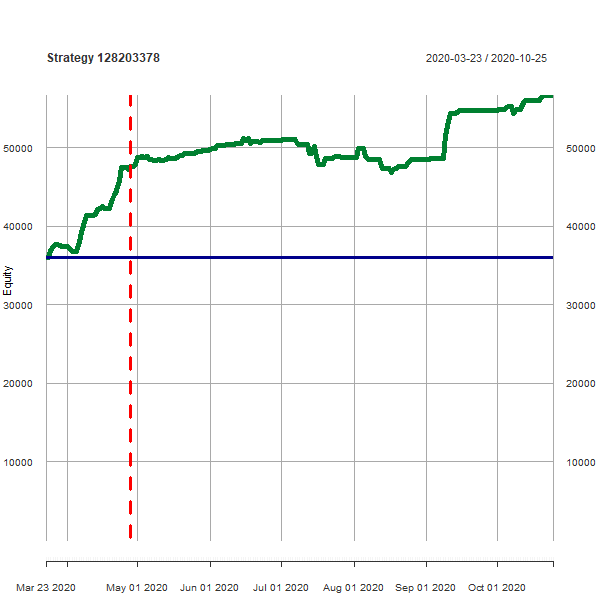 Strategy 128203378
2020-03-23 / 2020-10-25
50000
50000
40000
40000
Equity
30000
30000
20000
20000
10000
10000
Mar 23 2020
May 01 2020
Jun 01 2020
Jul 01 2020
Aug 01 2020
Sep 01 2020
Oct 01 2020